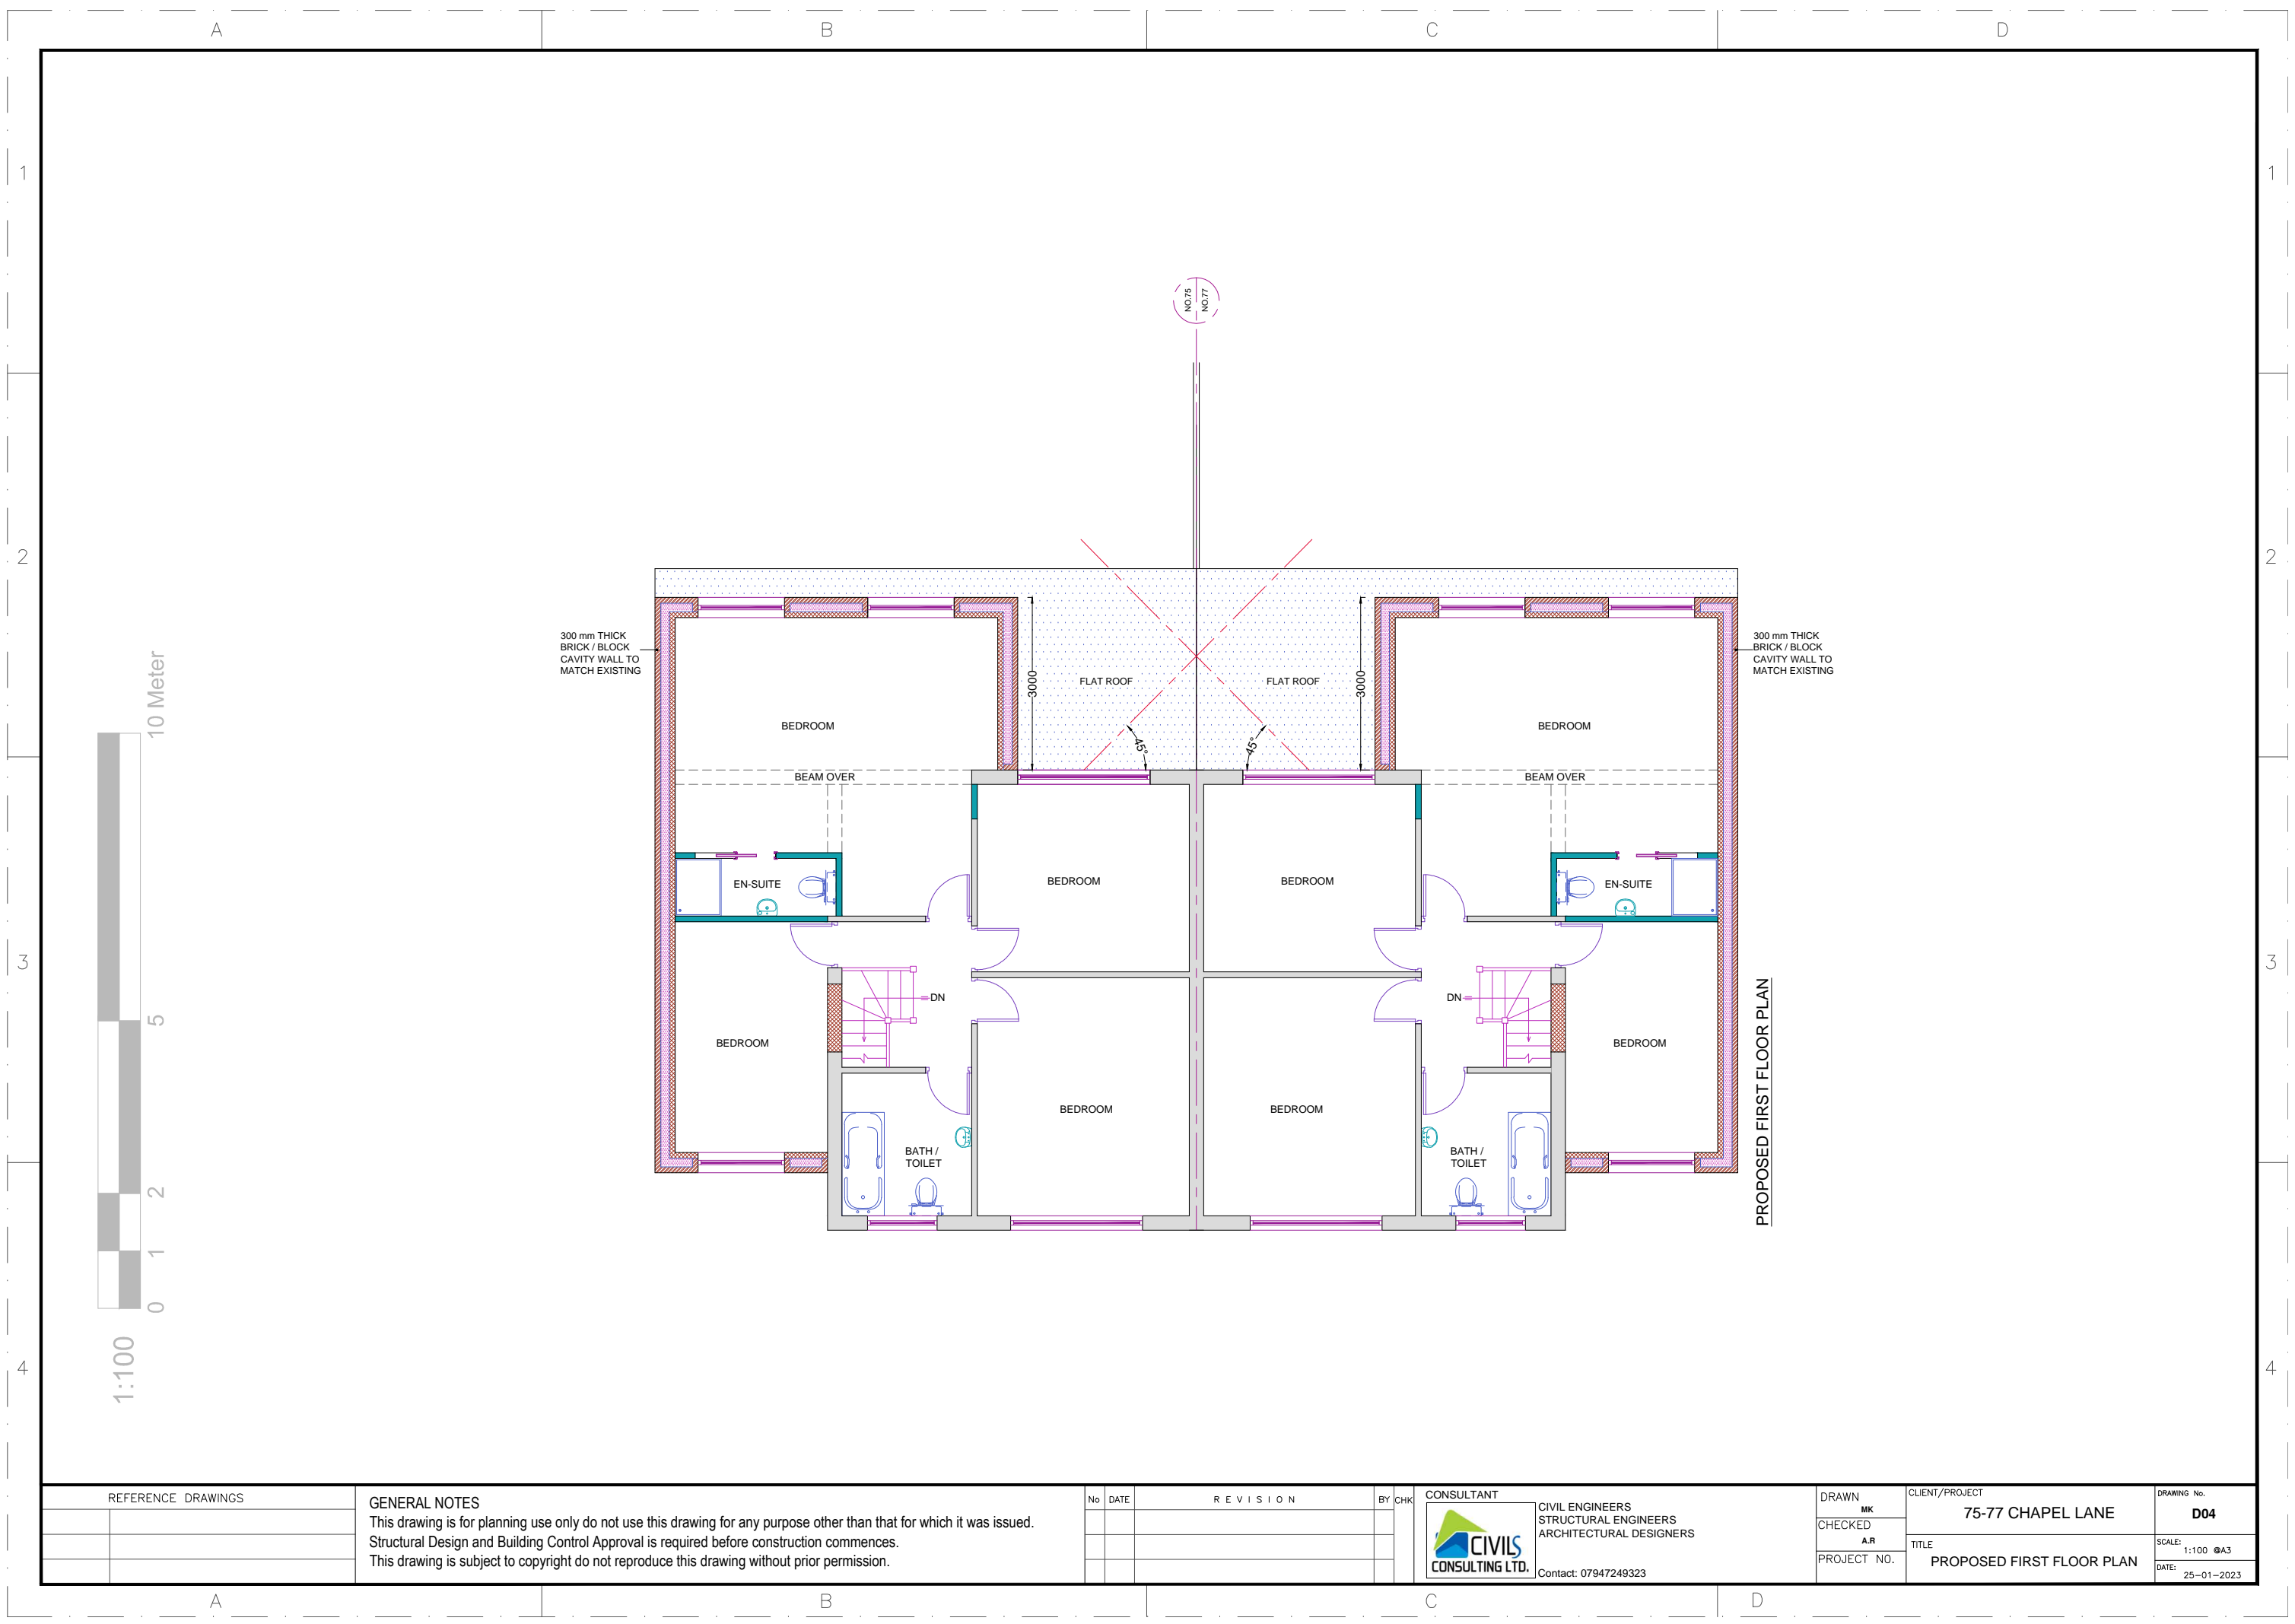 A
B
C
D
1
1
2
2
3
3
4
4
NO.75
NO.77
300 mm THICK
BRICK / BLOCK
CAVITY WALL TO
MATCH EXISTING
300 mm THICK
BRICK / BLOCK
CAVITY WALL TO
MATCH EXISTING
3000
3000
FLAT ROOF
FLAT ROOF
45°
45°
BEDROOM
BEDROOM
BEAM OVER
BEAM OVER
EN-SUITE
BEDROOM
BEDROOM
EN-SUITE
DN
DN
BEDROOM
BEDROOM
BEDROOM
BEDROOM
BATH /
TOILET
BATH /
TOILET
PROPOSED FIRST FLOOR PLAN
10 Meter
5
2
1
0
1:100
REFERENCE DRAWINGS
GENERAL NOTES
This drawing is for planning use only do not use this drawing for any purpose other than that for which it was issued.
Structural Design and Building Control Approval is required before construction commences.
This drawing is subject to copyright do not reproduce this drawing without prior permission.
No DATE REVISION BY CHK
CONSULTANT
CIVILS
CONSULTING LTD.
CIVIL ENGINEERS
STRUCTURAL ENGINEERS
ARCHITECTURAL DESIGNERS
Contact: 07947249323
DRAWN
MK
CHECKED
A.R
PROJECT NO.
CLIENT/PROJECT
75-77 CHAPEL LANE
TITLE
PROPOSED FIRST FLOOR PLAN
DRAWING No.
D04
SCALE:
1:100 @A3
DATE:
25-01-2023
A
B
C
D